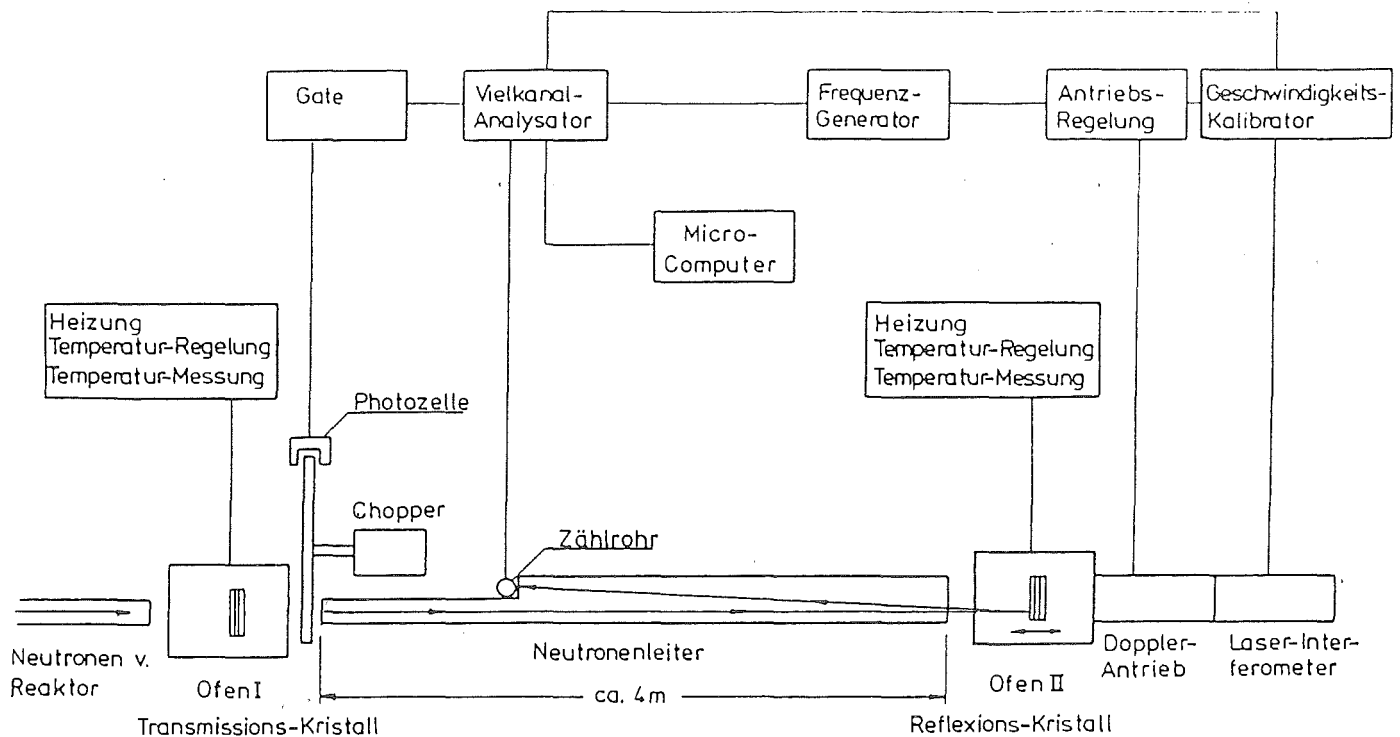 Gate
Vielkanal-
Analysator
Frequenz-
Generator
Antriebs-
Regelung
Geschwindigkeits-
Kalibrator
Micro-
Computer
Heizung
Temperatur-Regelung
Temperatur-Messung
Heizung
Temperatur-Regelung
Temperatur-Messung
Photozelle
Chopper
Zählrohr
Neutronen v.
Reaktor
Ofen I
Transmissions-Kristall
Neutronenleiter
ca. 4m
Ofen II
Reflexions-Kristall
Doppler-
Antrieb
Laser-Inter-
ferometer